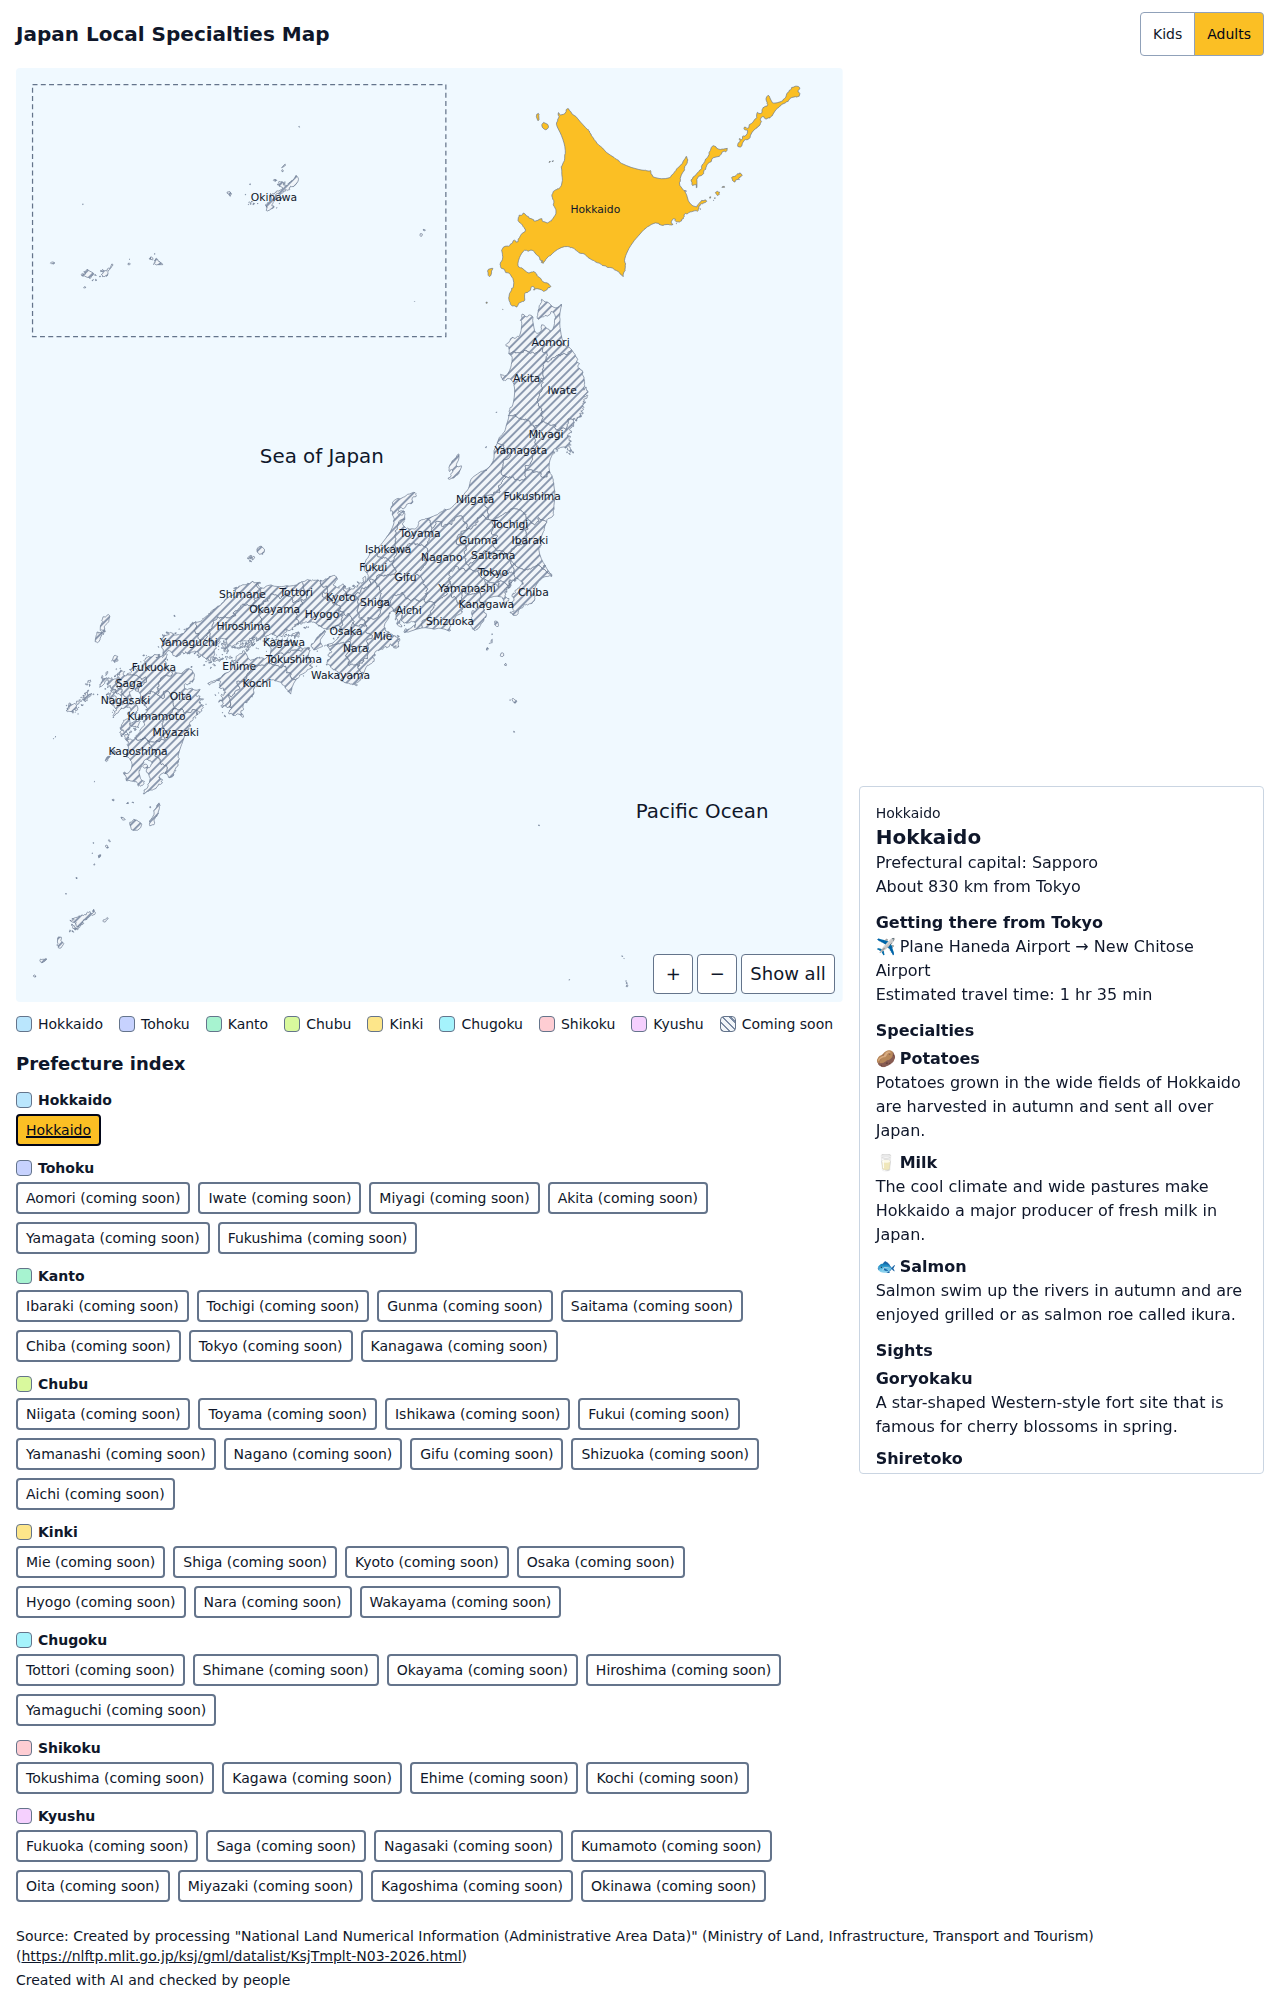 Japan Local Specialties Map
Kids
Adults
Okinawa
Hokkaido
Aomori
Akita
Iwate
Miyagi
Yamagata
Sea of Japan
Niigata
Fukushima
Tochigi
Toyama
Gunma
Ibaraki
Ishikawa
Nagano
Saitama
Fukui
Tokyo
Gifu
Yamanashi
Chiba
Shimane
Tottori
Kyoto
Shiga
Kanagawa
Okayama
Hyogo
Aichi
Shizuoka
Hiroshima
Osaka
Mie
Yamaguchi
Kagawa
Nara
Fukuoka
Ehime
Tokushima
Wakayama
Saga
Kochi
Nagasaki
Oita
Kumamoto
Miyazaki
Kagoshima
Pacific Ocean
+
−
Show all
Hokkaido
Tohoku
Kanto
Chubu
Kinki
Chugoku
Shikoku
Kyushu
Coming soon
Prefecture index
Hokkaido
Hokkaido
Tohoku
Aomori (coming soon)
Iwate (coming soon)
Miyagi (coming soon)
Akita (coming soon)
Yamagata (coming soon)
Fukushima (coming soon)
Kanto
Ibaraki (coming soon)
Tochigi (coming soon)
Gunma (coming soon)
Saitama (coming soon)
Chiba (coming soon)
Tokyo (coming soon)
Kanagawa (coming soon)
Chubu
Niigata (coming soon)
Toyama (coming soon)
Ishikawa (coming soon)
Fukui (coming soon)
Yamanashi (coming soon)
Nagano (coming soon)
Gifu (coming soon)
Shizuoka (coming soon)
Aichi (coming soon)
Kinki
Mie (coming soon)
Shiga (coming soon)
Kyoto (coming soon)
Osaka (coming soon)
Hyogo (coming soon)
Nara (coming soon)
Wakayama (coming soon)
Chugoku
Tottori (coming soon)
Shimane (coming soon)
Okayama (coming soon)
Hiroshima (coming soon)
Yamaguchi (coming soon)
Shikoku
Tokushima (coming soon)
Kagawa (coming soon)
Ehime (coming soon)
Kochi (coming soon)
Kyushu
Fukuoka (coming soon)
Saga (coming soon)
Nagasaki (coming soon)
Kumamoto (coming soon)
Oita (coming soon)
Miyazaki (coming soon)
Kagoshima (coming soon)
Okinawa (coming soon)
Hokkaido
Hokkaido
Prefectural capital: Sapporo
About 830 km from Tokyo
Getting there from Tokyo
✈️ Plane Haneda Airport → New Chitose
Airport
Estimated travel time: 1 hr 35 min
Specialties
🥔 Potatoes
Potatoes grown in the wide fields of Hokkaido
are harvested in autumn and sent all over
Japan.
🥛 Milk
The cool climate and wide pastures make
Hokkaido a major producer of fresh milk in
Japan.
🐟 Salmon
Salmon swim up the rivers in autumn and are
enjoyed grilled or as salmon roe called ikura.
Sights
Goryokaku
A star-shaped Western-style fort site that is
famous for cherry blossoms in spring.
Shiretoko
Source: Created by processing "National Land Numerical Information (Administrative Area Data)" (Ministry of Land, Infrastructure, Transport and Tourism)
(https://nlftp.mlit.go.jp/ksj/gml/datalist/KsjTmplt-N03-2026.html)
Created with AI and checked by people